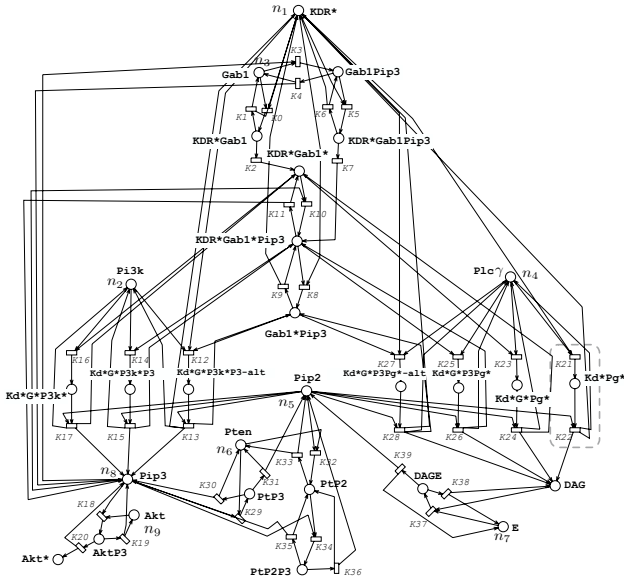 n₁ KDR*
K3
n₃
Gab1 Gab1Pip3
K4
K1 K0 K6 K5
KDR*Gab1 KDR*Gab1Pip3
KDR*Gab1*
K2 K7
K11 K10
KDR*Gab1*Pip3
Pi3k Plcγ n₄
n₂
K9 K8
Gab1*Pip3
K16 K14 K12 K27 K25 K23 K21
Kd*G*P3k*P3 Kd*G*P3k*P3-alt Pip2 Kd*G*P3Pg*-alt Kd*G*P3Pg* Kd*Pg*
Kd*G*P3k* Kd*G*Pg*
n₅
K17 K15 K13 Pten K28 K26 K24 K22
n₆ K33 K32 K39
n₈ Pip3 DAGE DAG
K30 K31 PtP2 K38
PtP3
K18 K29 K37
Akt E
n₉ n₇
K20 K19 K35 K34
AktP3
Akt* PtP2P3 K36